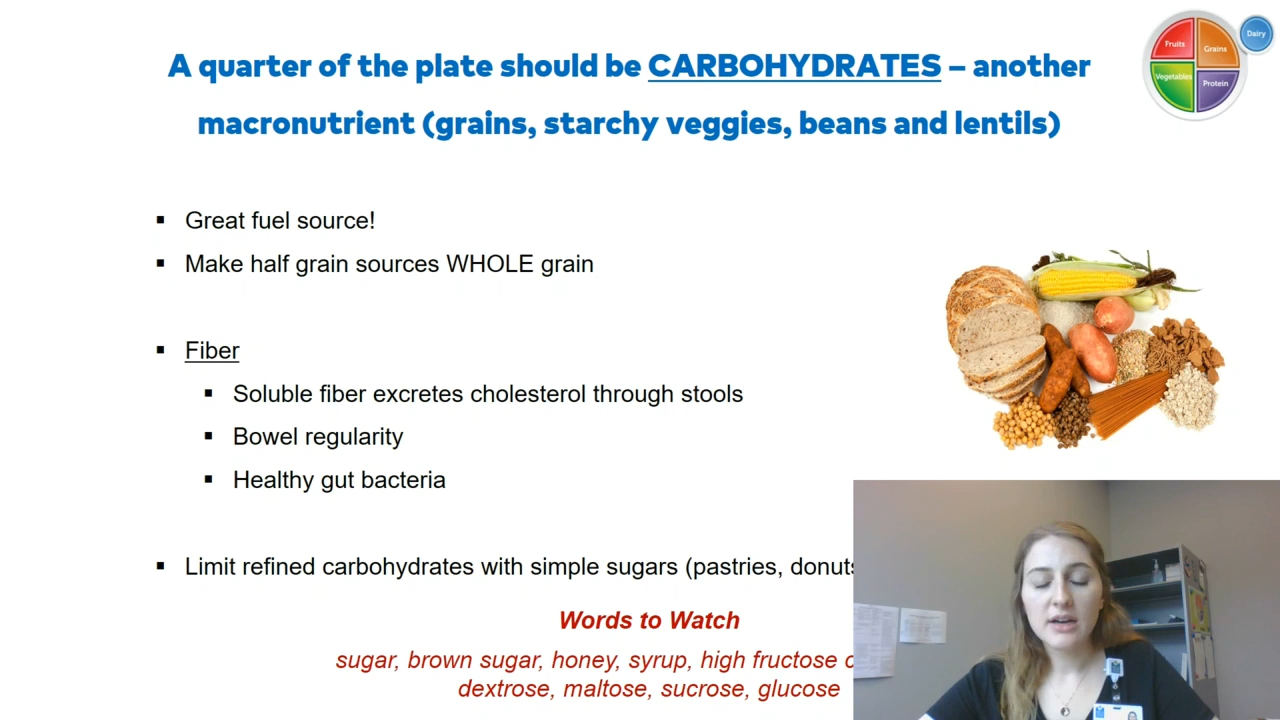 A quarter of the plate should be CARBOHYDRATES – another
macronutrient (grains, starchy veggies, beans and lentils)
Fruits
Grains
Dairy
Vegetables
Protein
▪ Great fuel source!
▪ Make half grain sources WHOLE grain
▪ Fiber
▪ Soluble fiber excretes cholesterol through stools
▪ Bowel regularity
▪ Healthy gut bacteria
▪ Limit refined carbohydrates with simple sugars (pastries, donuts
Words to Watch
sugar, brown sugar, honey, syrup, high fructose
dextrose, maltose, sucrose, glucose